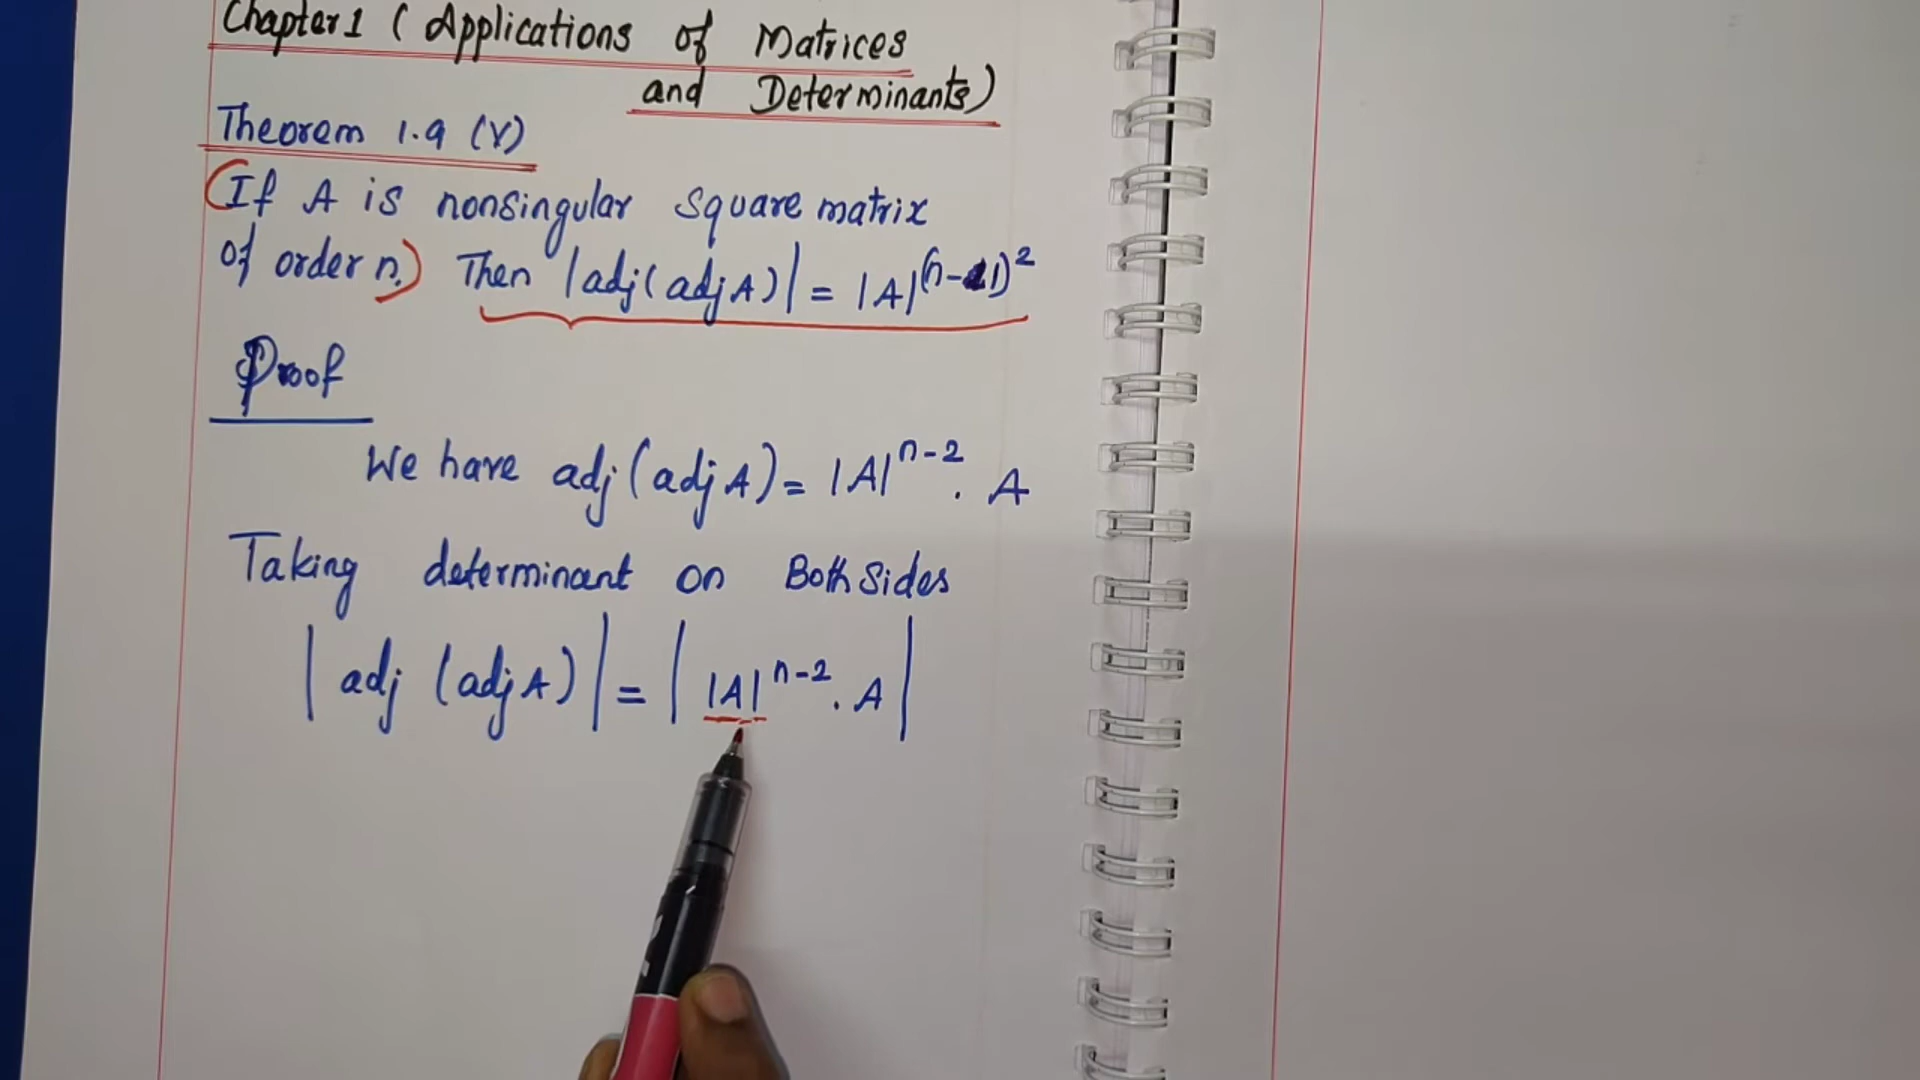 Chapter 1 ( Applications of Matrices
and Determinants)
Theorem 1.9 (V)
(If A is nonsingular square matrix
of order n.) Then |adj(adj A)| = |A|^(n-1)^2
Proof
We have adj(adj A) = |A|^n-2 . A
Taking determinant on Both Sides
|adj (adj A)| = | |A|^n-2 . A |